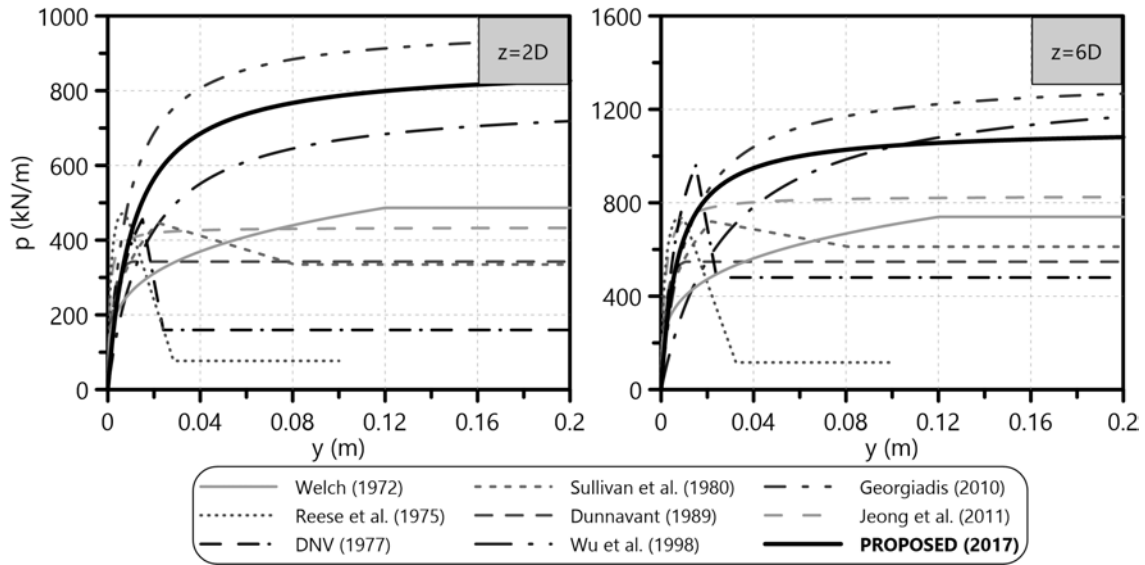 1000
800
600
400
200
0
p (kN/m)
0
0.04
0.08
0.12
0.16
0.2
y (m)
z=2D
1600
1200
800
400
0
0
0.04
0.08
0.12
0.16
0.2
y (m)
z=6D
Welch (1972)
Sullivan et al. (1980)
Georgiadis (2010)
Reese et al. (1975)
Dunnavant (1989)
Jeong et al. (2011)
DNV (1977)
Wu et al. (1998)
PROPOSED (2017)